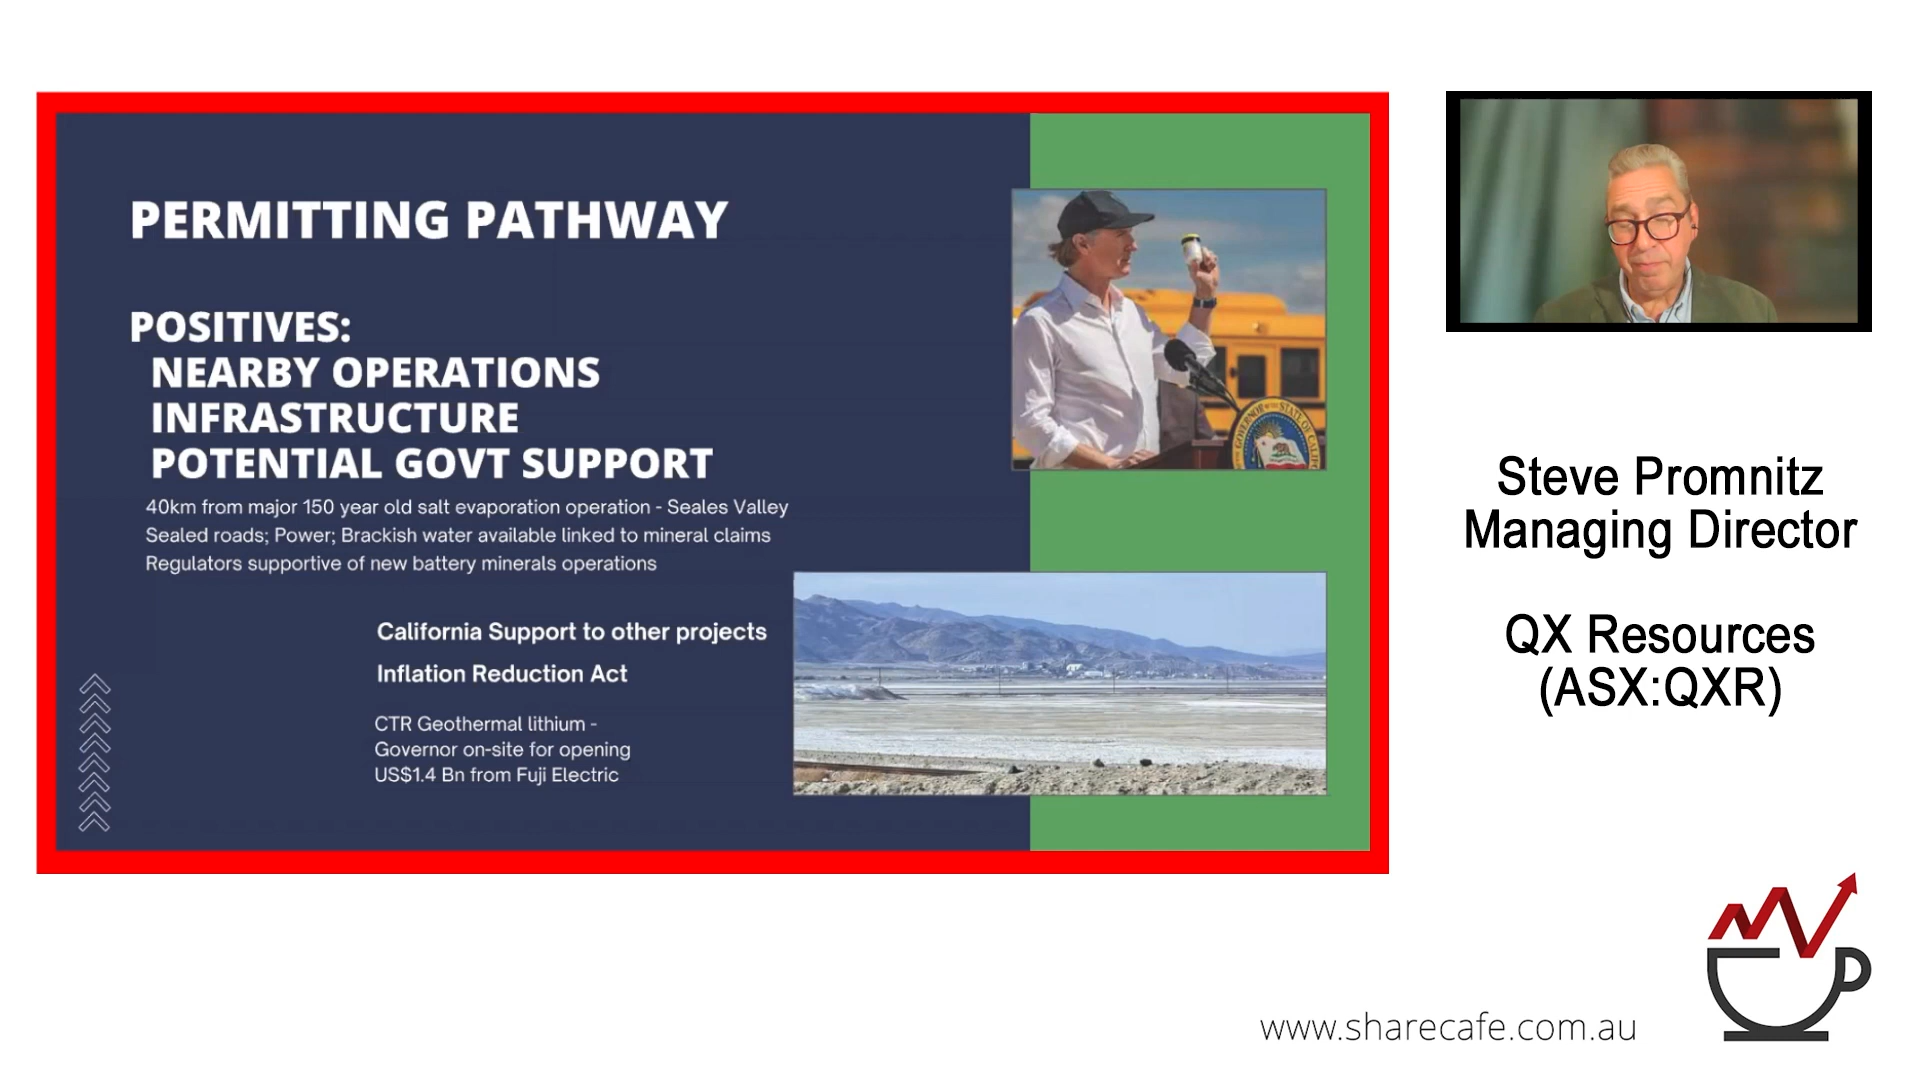 PERMITTING PATHWAY
POSITIVES:
NEARBY OPERATIONS
INFRASTRUCTURE
POTENTIAL GOVT SUPPORT
40km from major 150 year old salt evaporation operation - Seales Valley
Sealed roads; Power; Brackish water available linked to mineral claims
Regulators supportive of new battery minerals operations
California Support to other projects
Inflation Reduction Act
CTR Geothermal lithium -
Governor on-site for opening
US$1.4 Bn from Fuji Electric
Steve Promnitz
Managing Director
QX Resources
(ASX:QXR)
www.sharecafe.com.au